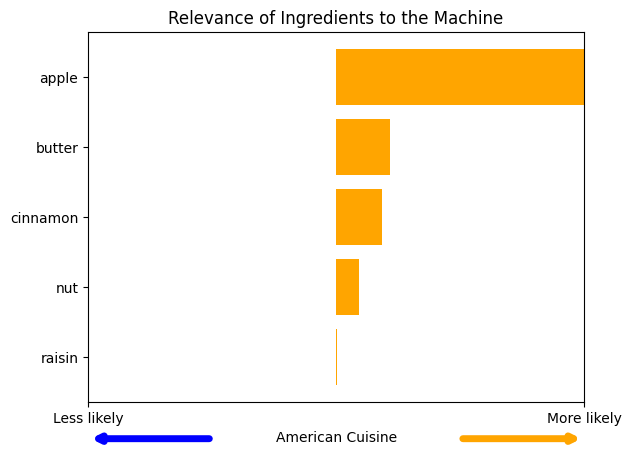 Relevance of Ingredients to the Machine
apple
butter
cinnamon
nut
raisin
Less likely More likely
American Cuisine